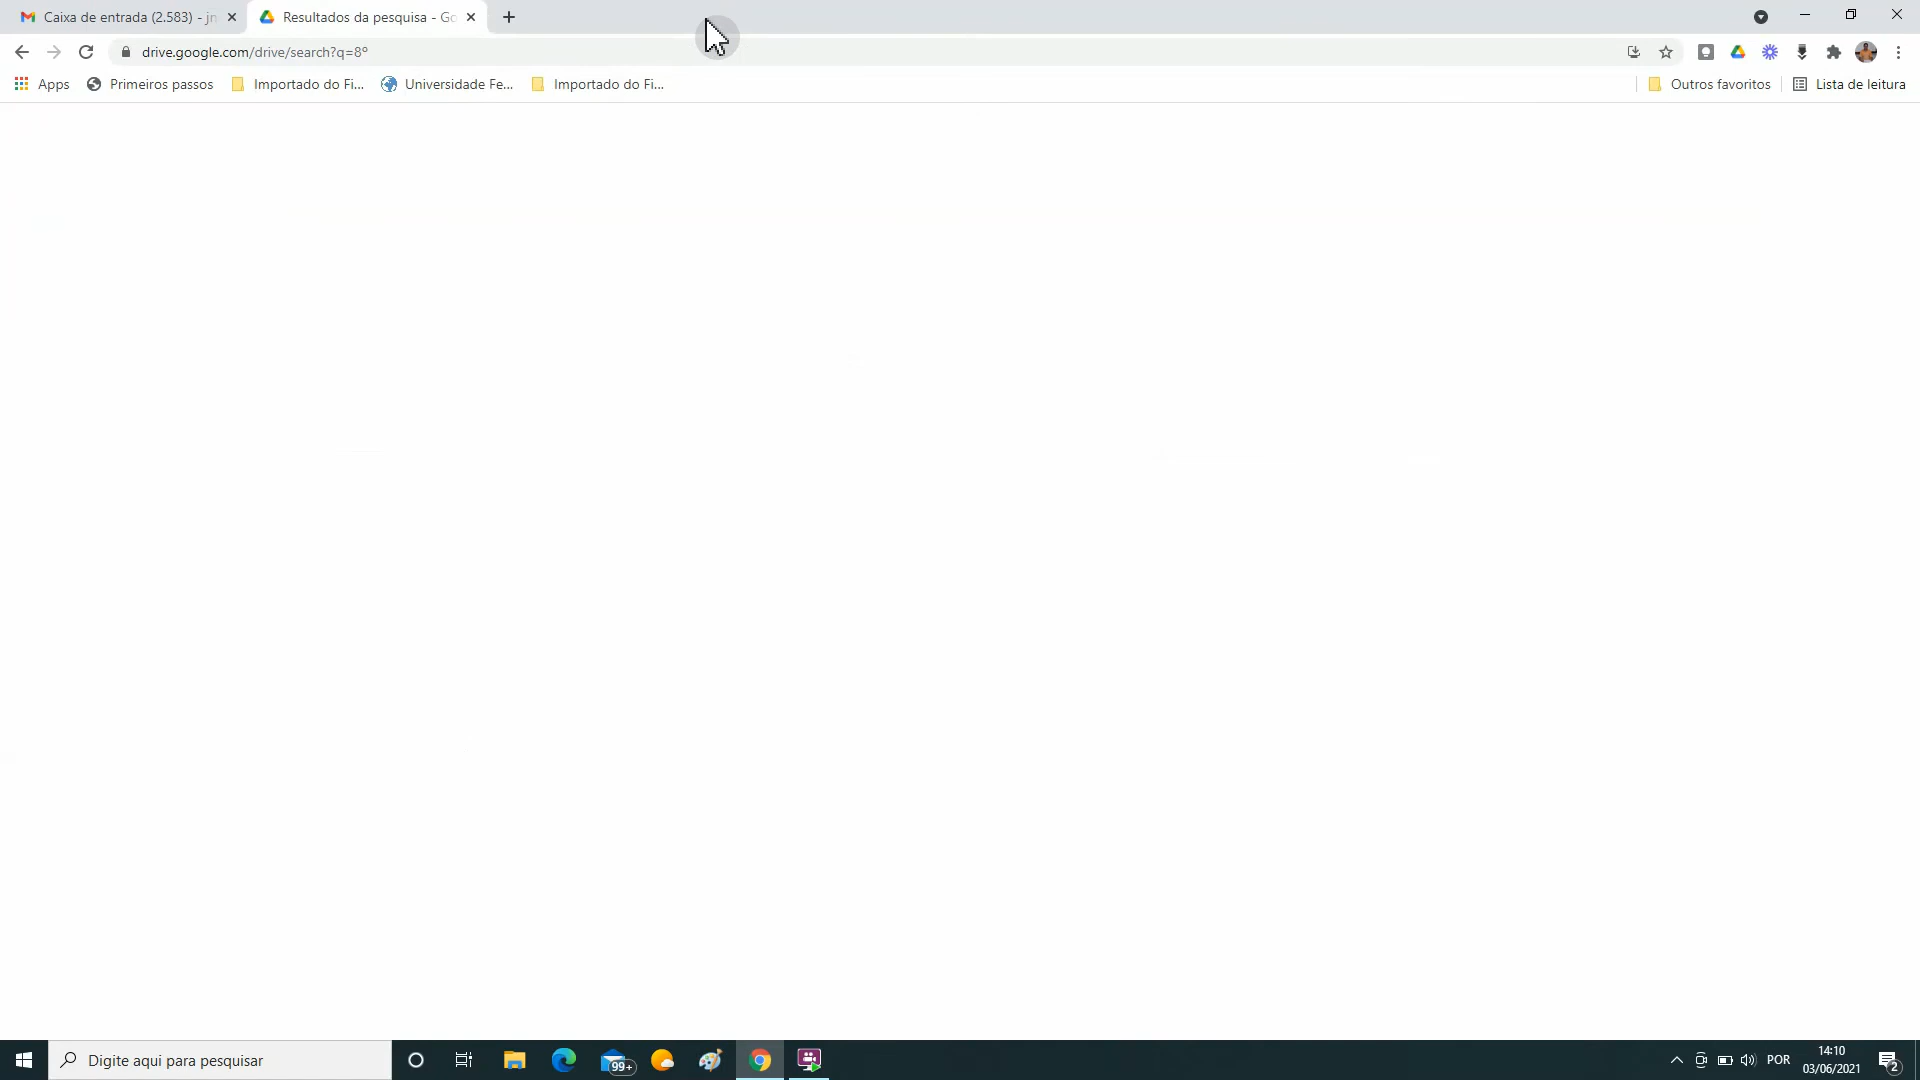 Caixa de entrada (2.583) - jn
Resultados da pesquisa - Go
drive.google.com/drive/search?q=8º
Apps
Primeiros passos
Importado do Fi...
Universidade Fe...
Importado do Fi...
Outros favoritos
Lista de leitura
Digite aqui para pesquisar
99+
POR
14:10
03/06/2021
2